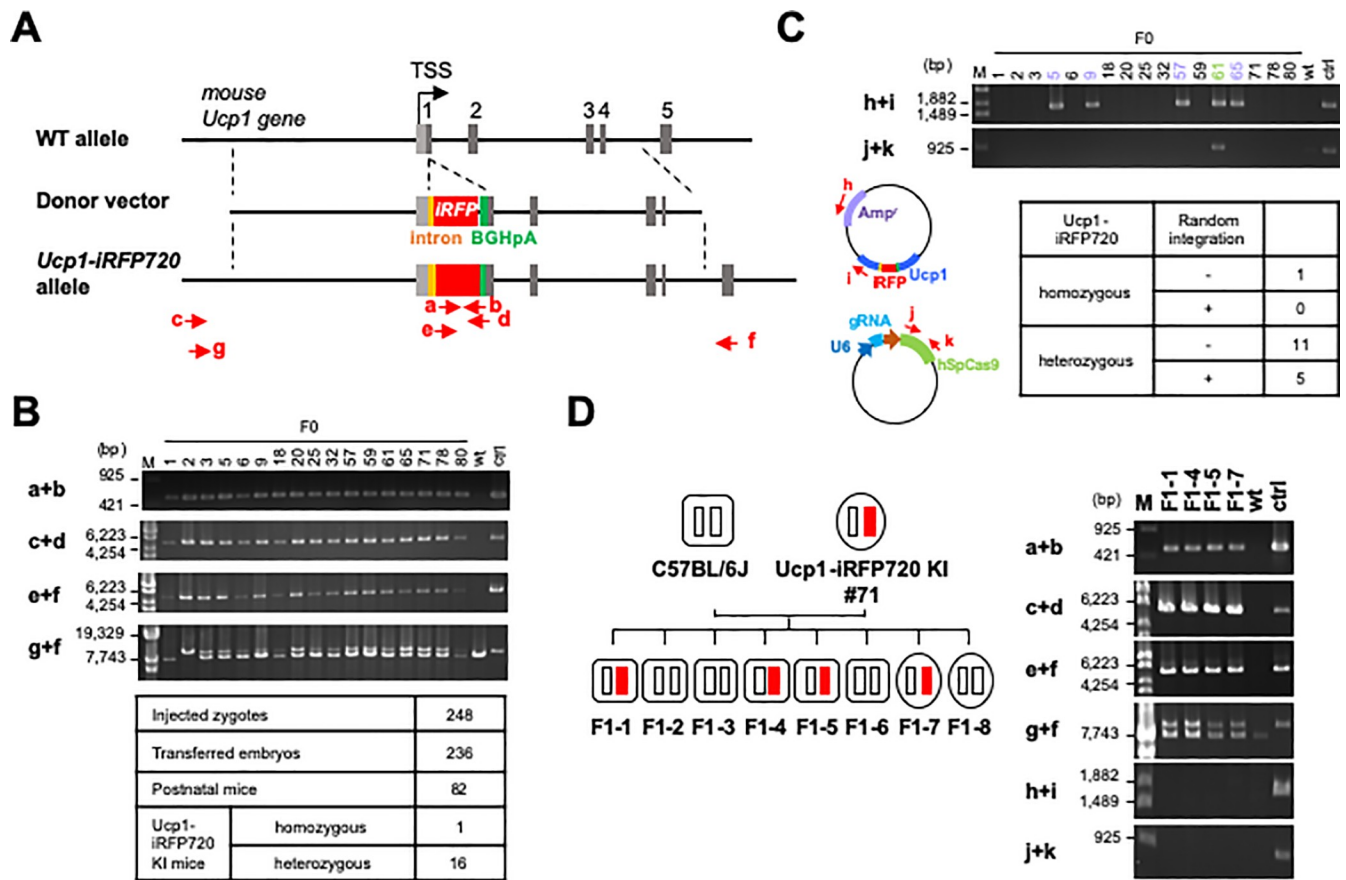 A
TSS
mouse
Ucp1 gene
1 2 3 4 5
WT allele
Donor vector
iRFP
intron BGHpA
Ucp1-iRFP720
allele
a b
c d
e
g f
B
F0
(bp) M 1 2 3 5 6 9 18 20 25 32 57 59 61 65 71 78 80 wt ctrl
a+b 925 421
c+d 6,223 4,254
e+f 6,223 4,254
g+f 19,329 7,743
Injected zygotes 248
Transferred embryos 236
Postnatal mice 82
Ucp1-
iRFP720
KI mice
homozygous 1
heterozygous 16
C
F0
(bp) M 1 2 3 5 6 9 18 20 25 32 57 59 61 65 71 78 80 wt ctrl
h+i 1,882 1,489
j+k 925
h
Ampr
i iRFP Ucp1
gRNA j
k
U6
hSpCas9
Ucp1-
iRFP720
Random
integration
homozygous - 1
+ 0
heterozygous - 11
+ 5
D
C57BL/6J
Ucp1-iRFP720 KI
#71
F1-1 F1-2 F1-3 F1-4 F1-5 F1-6 F1-7 F1-8
(bp) M F1-1 F1-4 F1-5 F1-7 wt ctrl
a+b 925 421
c+d 6,223 4,254
e+f 6,223 4,254
g+f 7,743
h+i 1,882 1,489
j+k 925